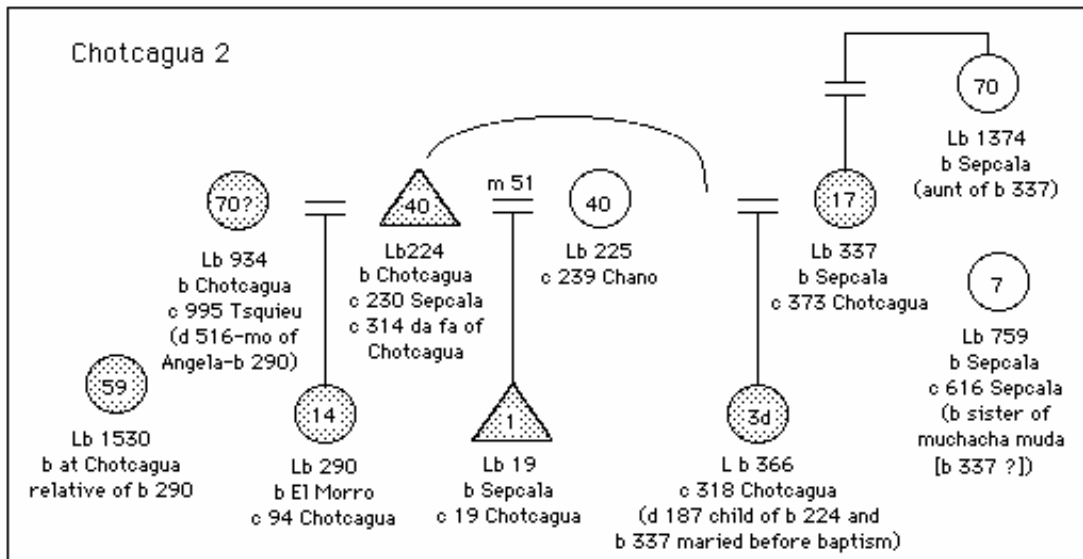 Chotcagua 2
70
Lb 1374
b Sepcala
(aunt of b 337)
70?
Lb 934
b Chotcagua
c 995 Tsquieu
(d 516-mo of
Angela-b 290)
40
Lb224
b Chotcagua
c 230 Sepcala
c 314 da fa of
Chotcagua
m 51
40
Lb 225
c 239 Chano
17
Lb 337
b Sepcala
c 373 Chotcagua
7
Lb 759
b Sepcala
c 616 Sepcala
(b sister of
muchacha muda
[b 337 ?])
59
Lb 1530
b at Chotcagua
relative of b 290
14
Lb 290
b El Morro
c 94 Chotcagua
1
Lb 19
b Sepcala
c 19 Chotcagua
3d
L b 366
c 318 Chotcagua
(d 187 child of b 224 and
b 337 maried before baptism)